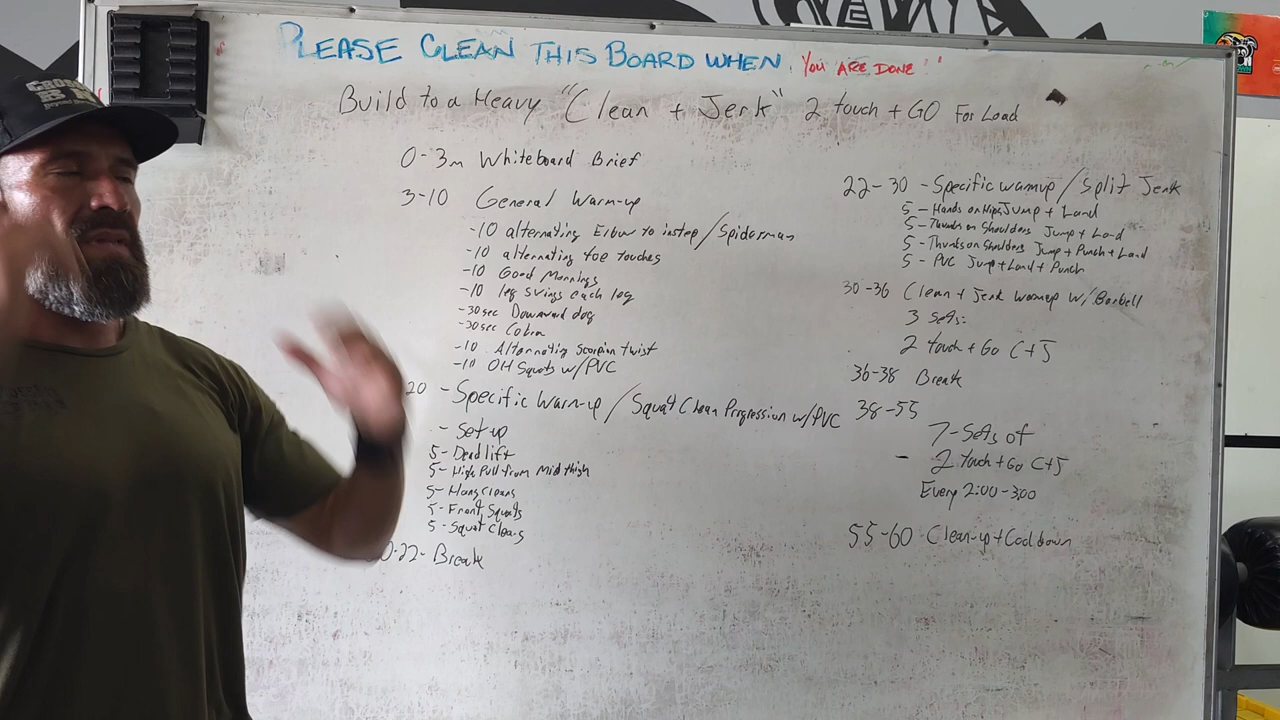 PLEASE CLEAN THIS BOARD WHEN YOU ARE DONE !!
Build to a Heavy "Clean + Jerk" 2 touch + GO For Load
0-3m Whiteboard Brief
3-10 General Warm-up
-10 alternating Elbow to instep/Spiderman
-10 alternating toe touches
-10 Good Mornings
-10 leg swings each leg
-30sec Downward dog
-30sec Cobra
-10 Alternating Scorpion twist
-10 OH Squats w/PVC
20 - Specific Warm-up / Squat Clean Progression w/PVC
- Set up
5- Deadlift
5- High Pull from Mid thigh
5- Hang cleans
5- Front Squats
5 - Squat Cleans
0-22- Break
22-30 - Specific warmup / Split Jerk
5 - Hands on Hips Jump + Land
5 - Thumbs on Shoulders Jump + Land
5 - Thumbs on Shoulders Jump + Punch + Land
5 - PVC Jump + Land + Punch
30-36 Clean + Jerk warmup w/ Barbell
3 Sets:
2 touch + Go C+J
36-38 Break
38-55
7-Sets of
- 2 Touch + Go C+J
Every 2:00-3:00
55-60 Clean-up + Cooldown